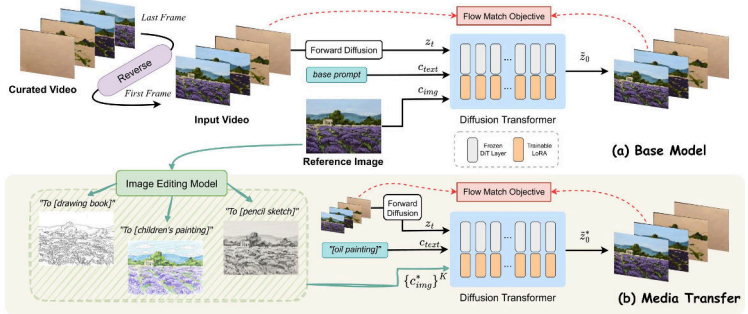 Last Frame
Reverse
First Frame
Curated Video
Input Video
Forward Diffusion
base prompt
Reference Image
z_t
c_text
c_img
Flow Match Objective
Diffusion Transformer
z̃_0
Frozen
DIT Layer
Trainable
LoRA
(a) Base Model
Image Editing Model
"To [drawing book]"
"To [children's painting]"
"To [pencil sketch]"
Forward
Diffusion
"[oil painting]"
z_t
c_text
{c*_img}^K
Flow Match Objective
Diffusion Transformer
z̃*_0
(b) Media Transfer